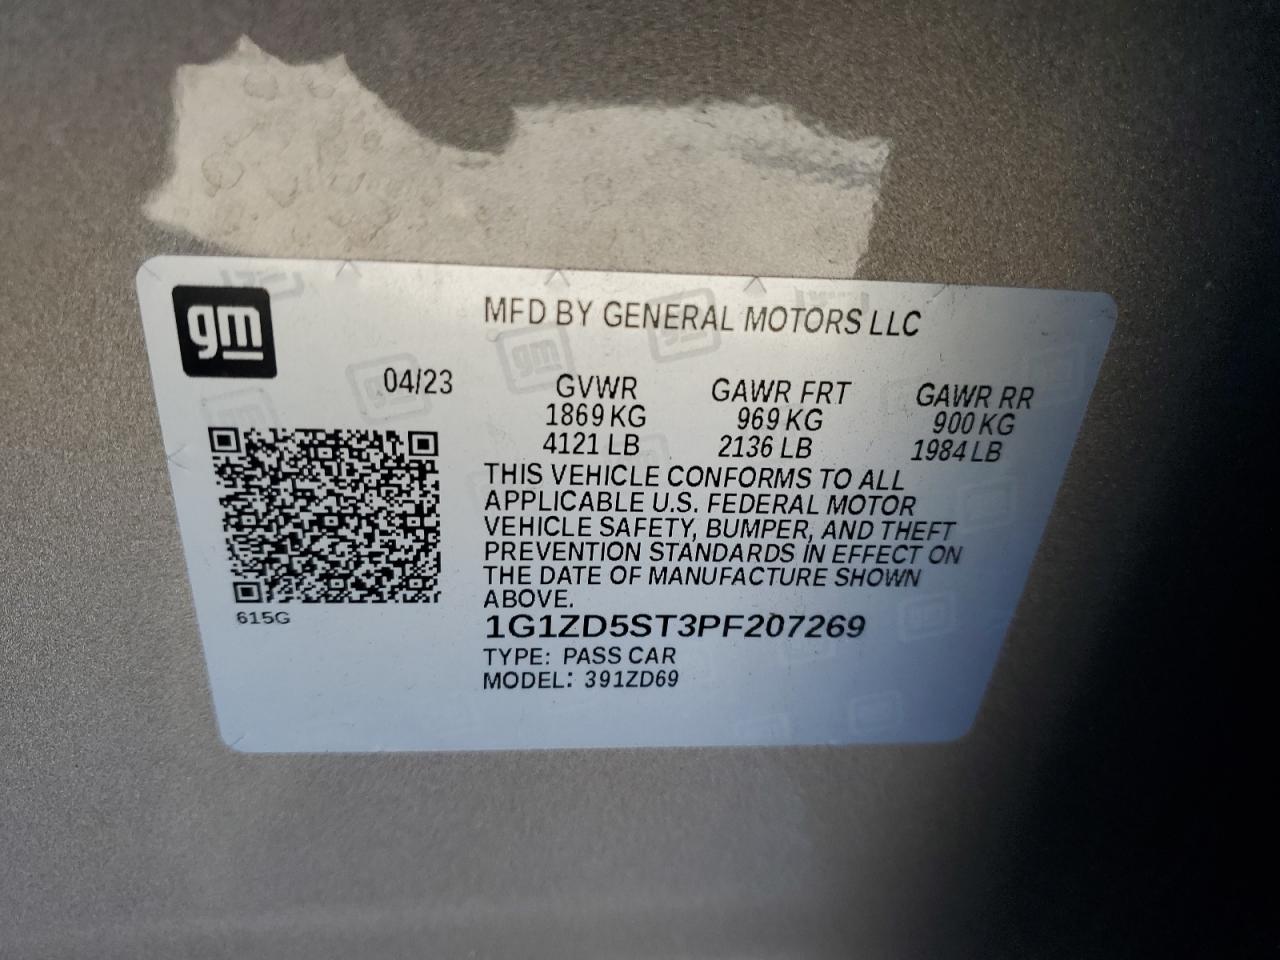 gm
MFD BY GENERAL MOTORS LLC
04/23
GVWR GAWR FRT GAWR RR
1869 KG 969 KG 900 KG
4121 LB 2136 LB 1984 LB
THIS VEHICLE CONFORMS TO ALL
APPLICABLE U.S. FEDERAL MOTOR
VEHICLE SAFETY, BUMPER, AND THEFT
PREVENTION STANDARDS IN EFFECT ON
THE DATE OF MANUFACTURE SHOWN
ABOVE.
615G
1G1ZD5ST3PF207269
TYPE: PASS CAR
MODEL: 391ZD69